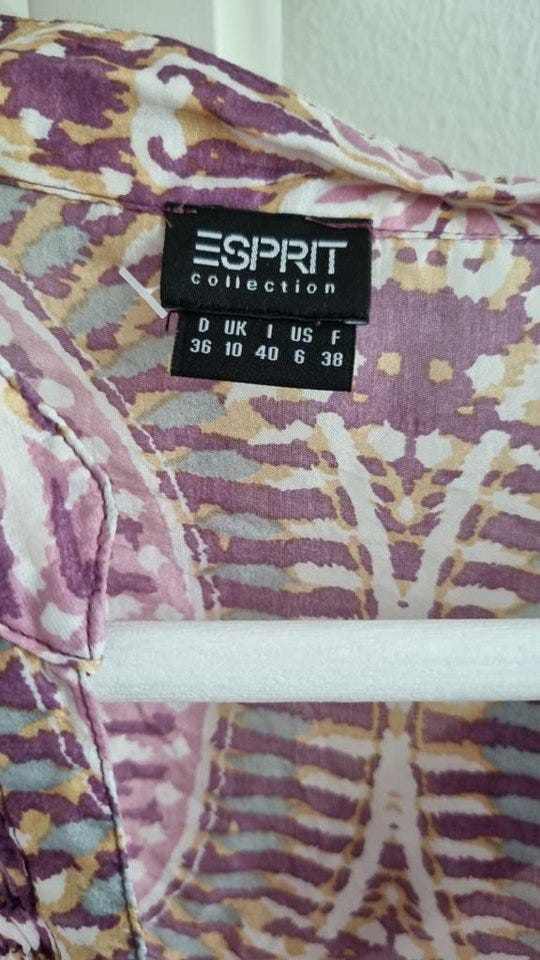 ESPRIT
collection
D UK I US F
36 10 40 6 38